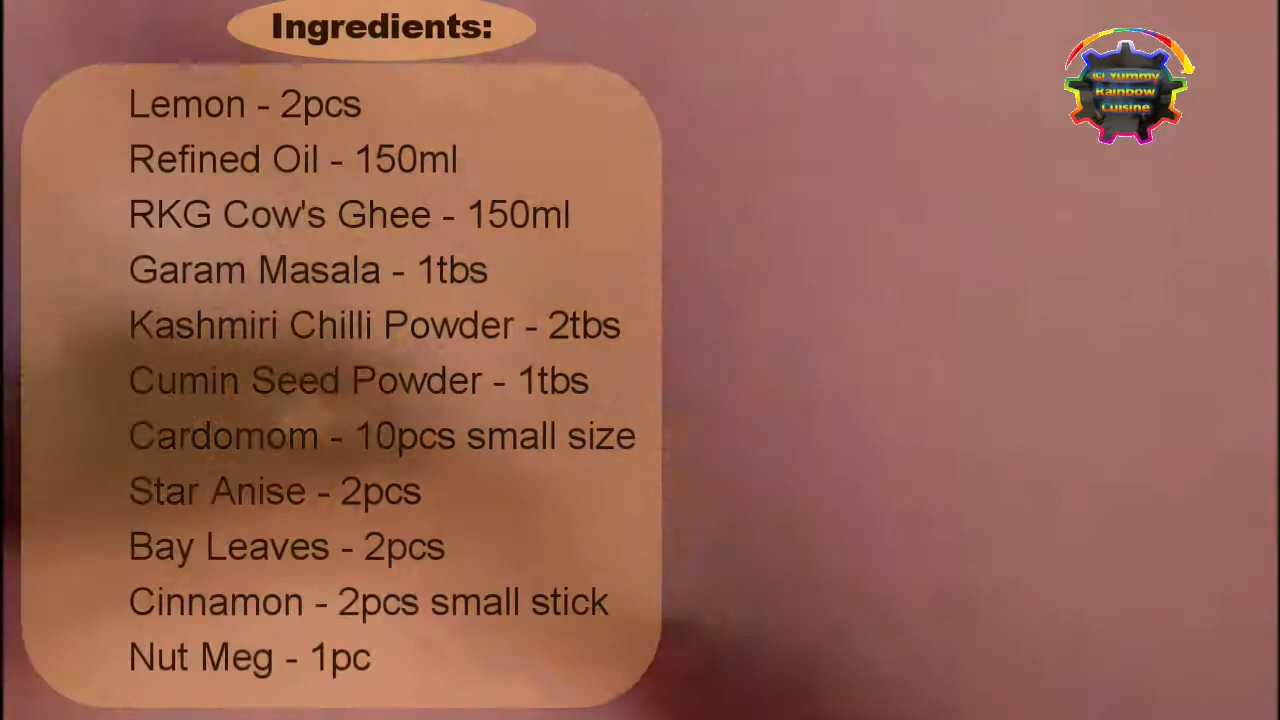 Ingredients:
Lemon - 2pcs
Refined Oil - 150ml
RKG Cow's Ghee - 150ml
Garam Masala - 1tbs
Kashmiri Chilli Powder - 2tbs
Cumin Seed Powder - 1tbs
Cardomom - 10pcs small size
Star Anise - 2pcs
Bay Leaves - 2pcs
Cinnamon - 2pcs small stick
Nut Meg - 1pc
Yummy
Rainbow
Cuisine